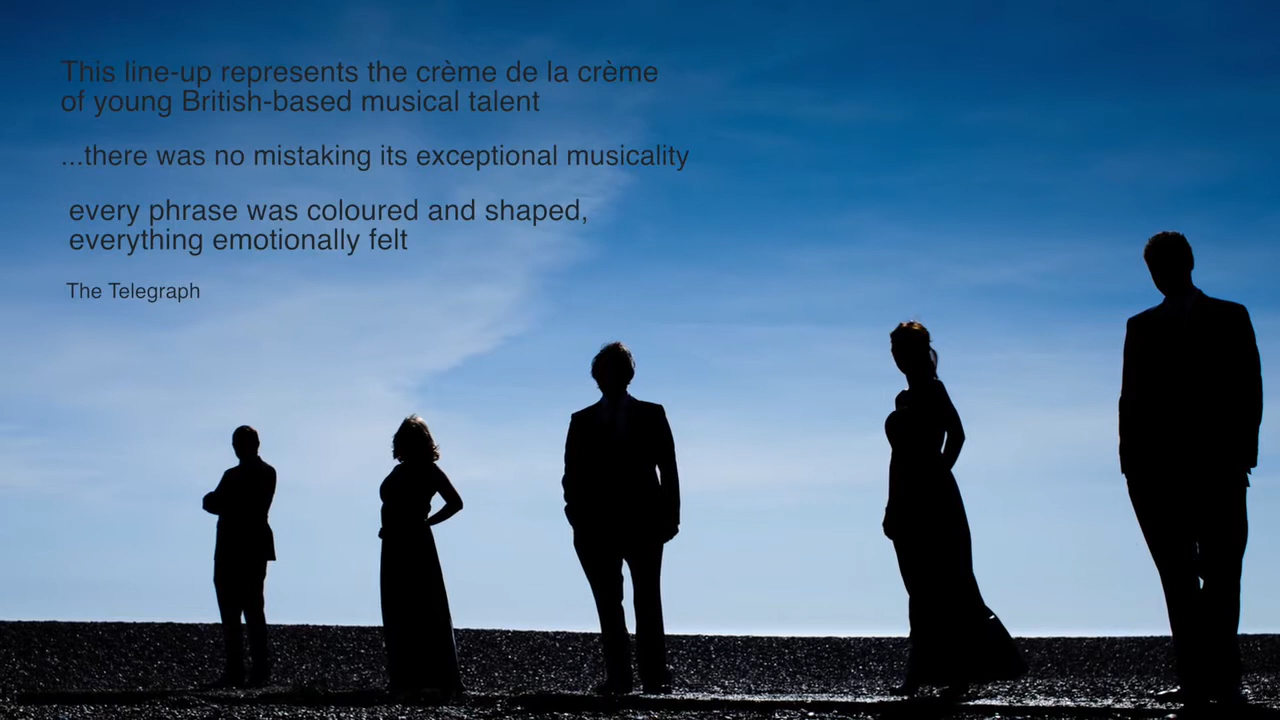 This line-up represents the crème de la crème
of young British-based musical talent
...there was no mistaking its exceptional musicality
every phrase was coloured and shaped,
everything emotionally felt
The Telegraph